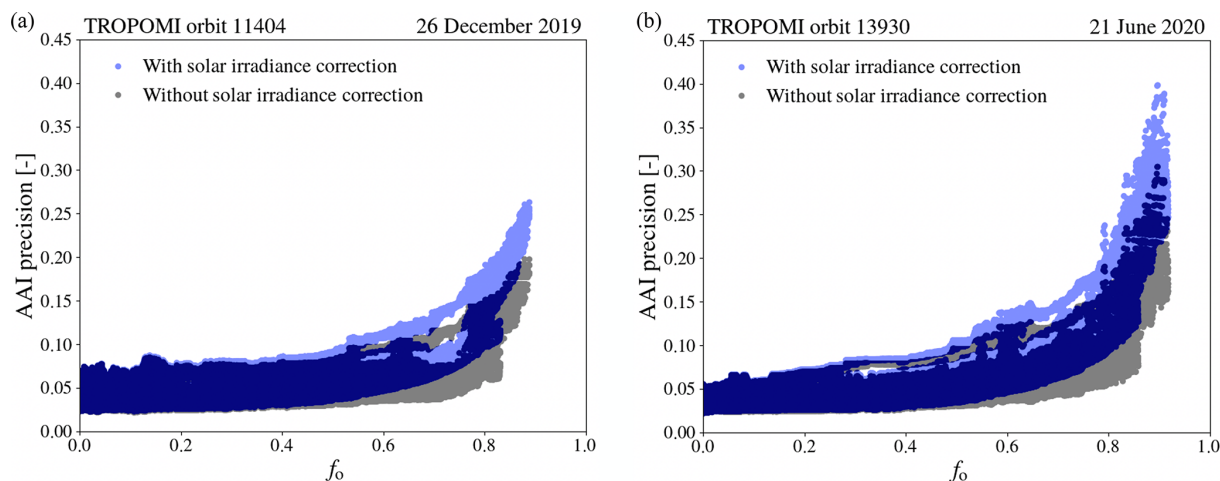 (a) TROPOMI orbit 11404 26 December 2019
0.45
With solar irradiance correction
Without solar irradiance correction
0.40
0.35
0.30
0.25
0.20
0.15
0.10
0.05
0.00
AAI precision [-]
0.0 0.2 0.4 0.6 0.8 1.0
fo
(b) TROPOMI orbit 13930 21 June 2020
0.45
With solar irradiance correction
Without solar irradiance correction
0.40
0.35
0.30
0.25
0.20
0.15
0.10
0.05
0.00
AAI precision [-]
0.0 0.2 0.4 0.6 0.8 1.0
fo